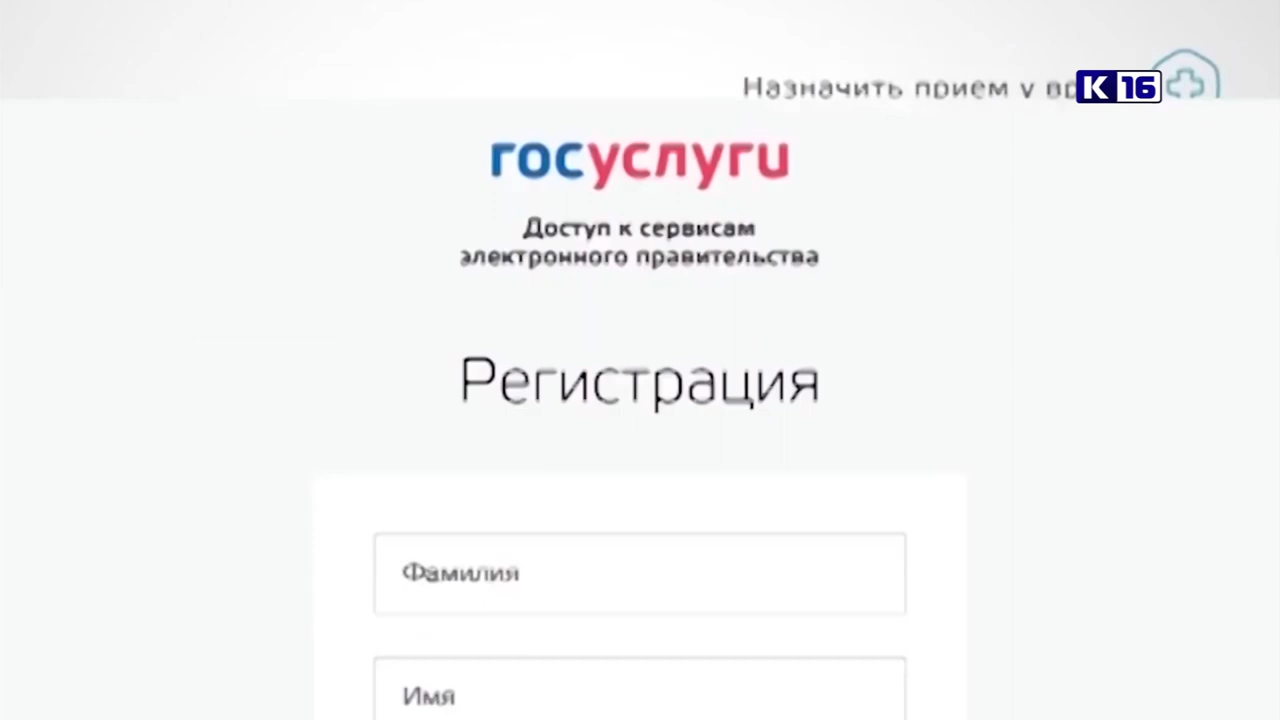 Назначить прием у
К 16
госуслуги
Доступ к сервисам
электронного правительства
Регистрация
Фамилия
Имя